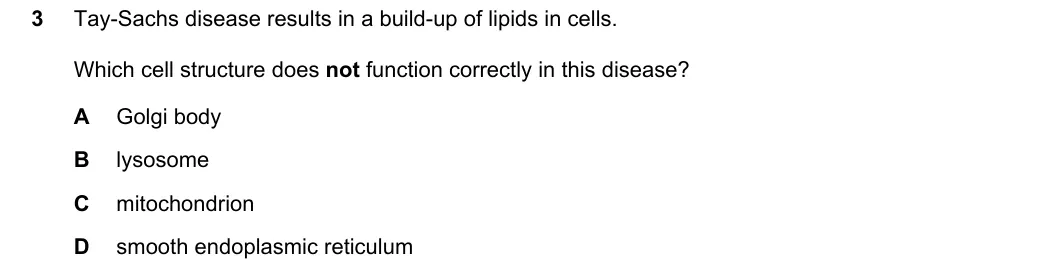 3 Tay-Sachs disease results in a build-up of lipids in cells.
Which cell structure does not function correctly in this disease?
A Golgi body
B lysosome
C mitochondrion
D smooth endoplasmic reticulum